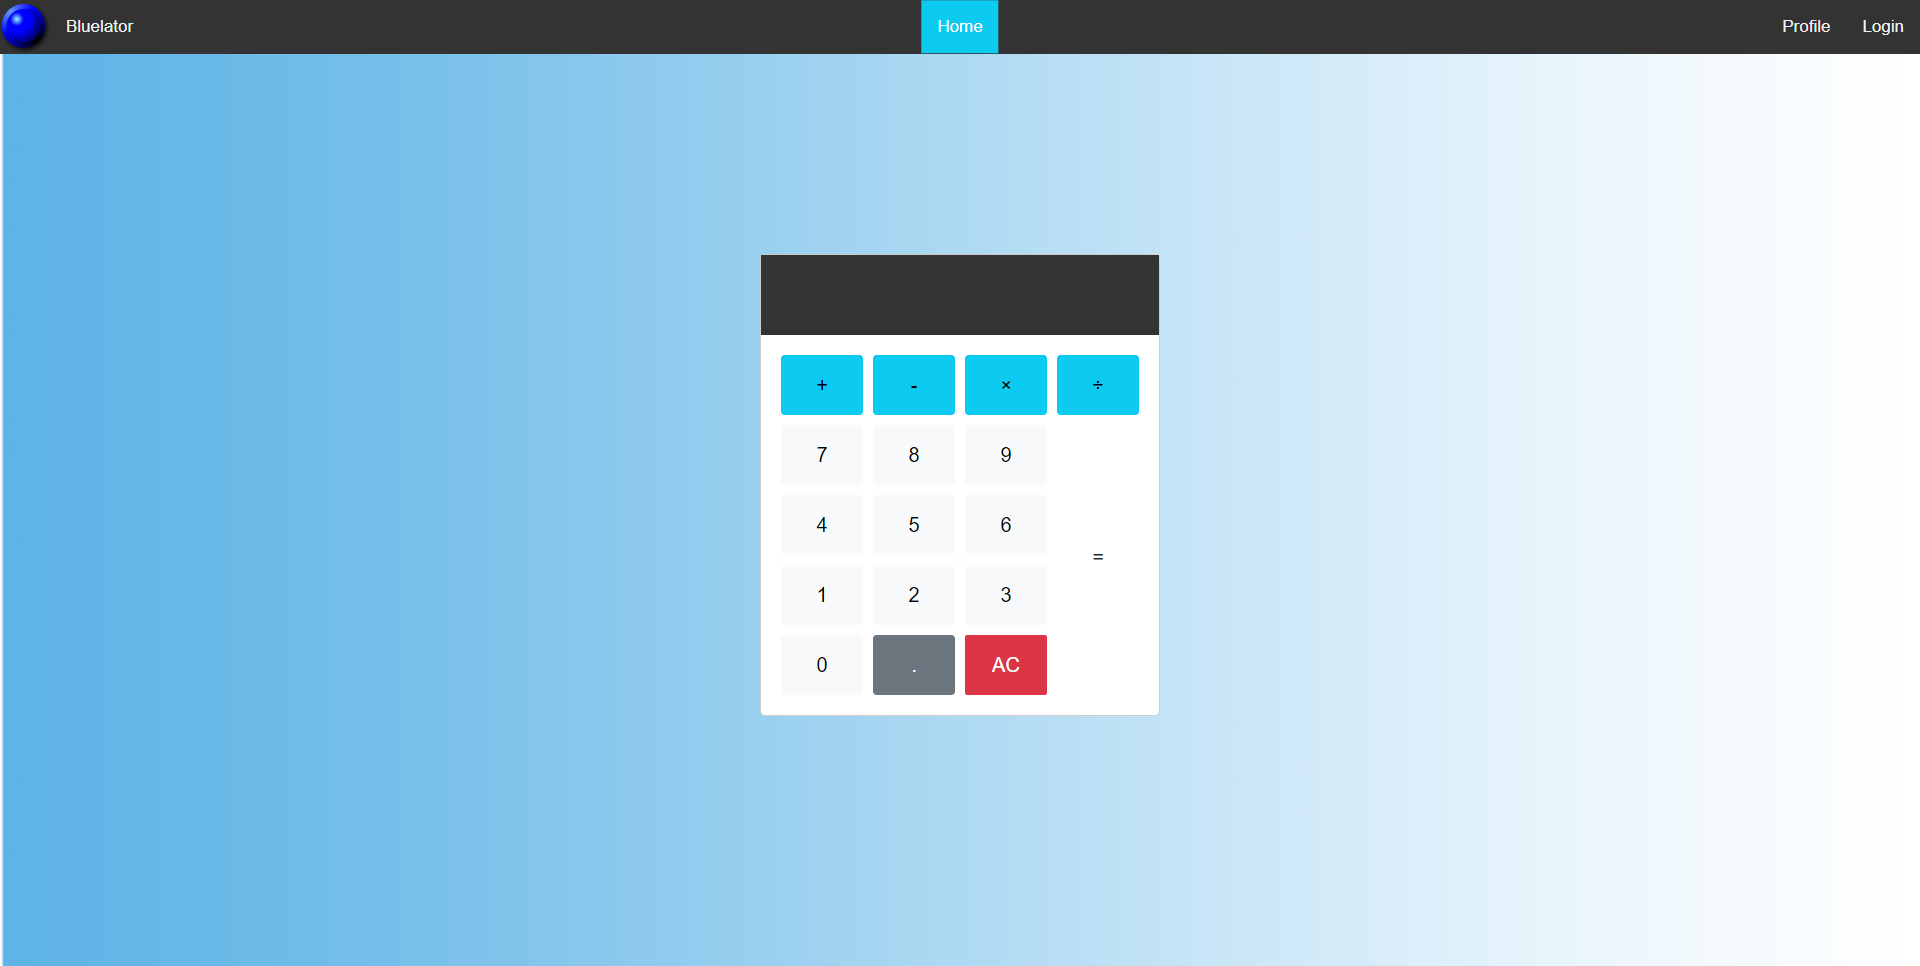 Bluelator Home Profile Login
+ - × ÷
7 8 9
4 5 6
=
1 2 3
0 . AC